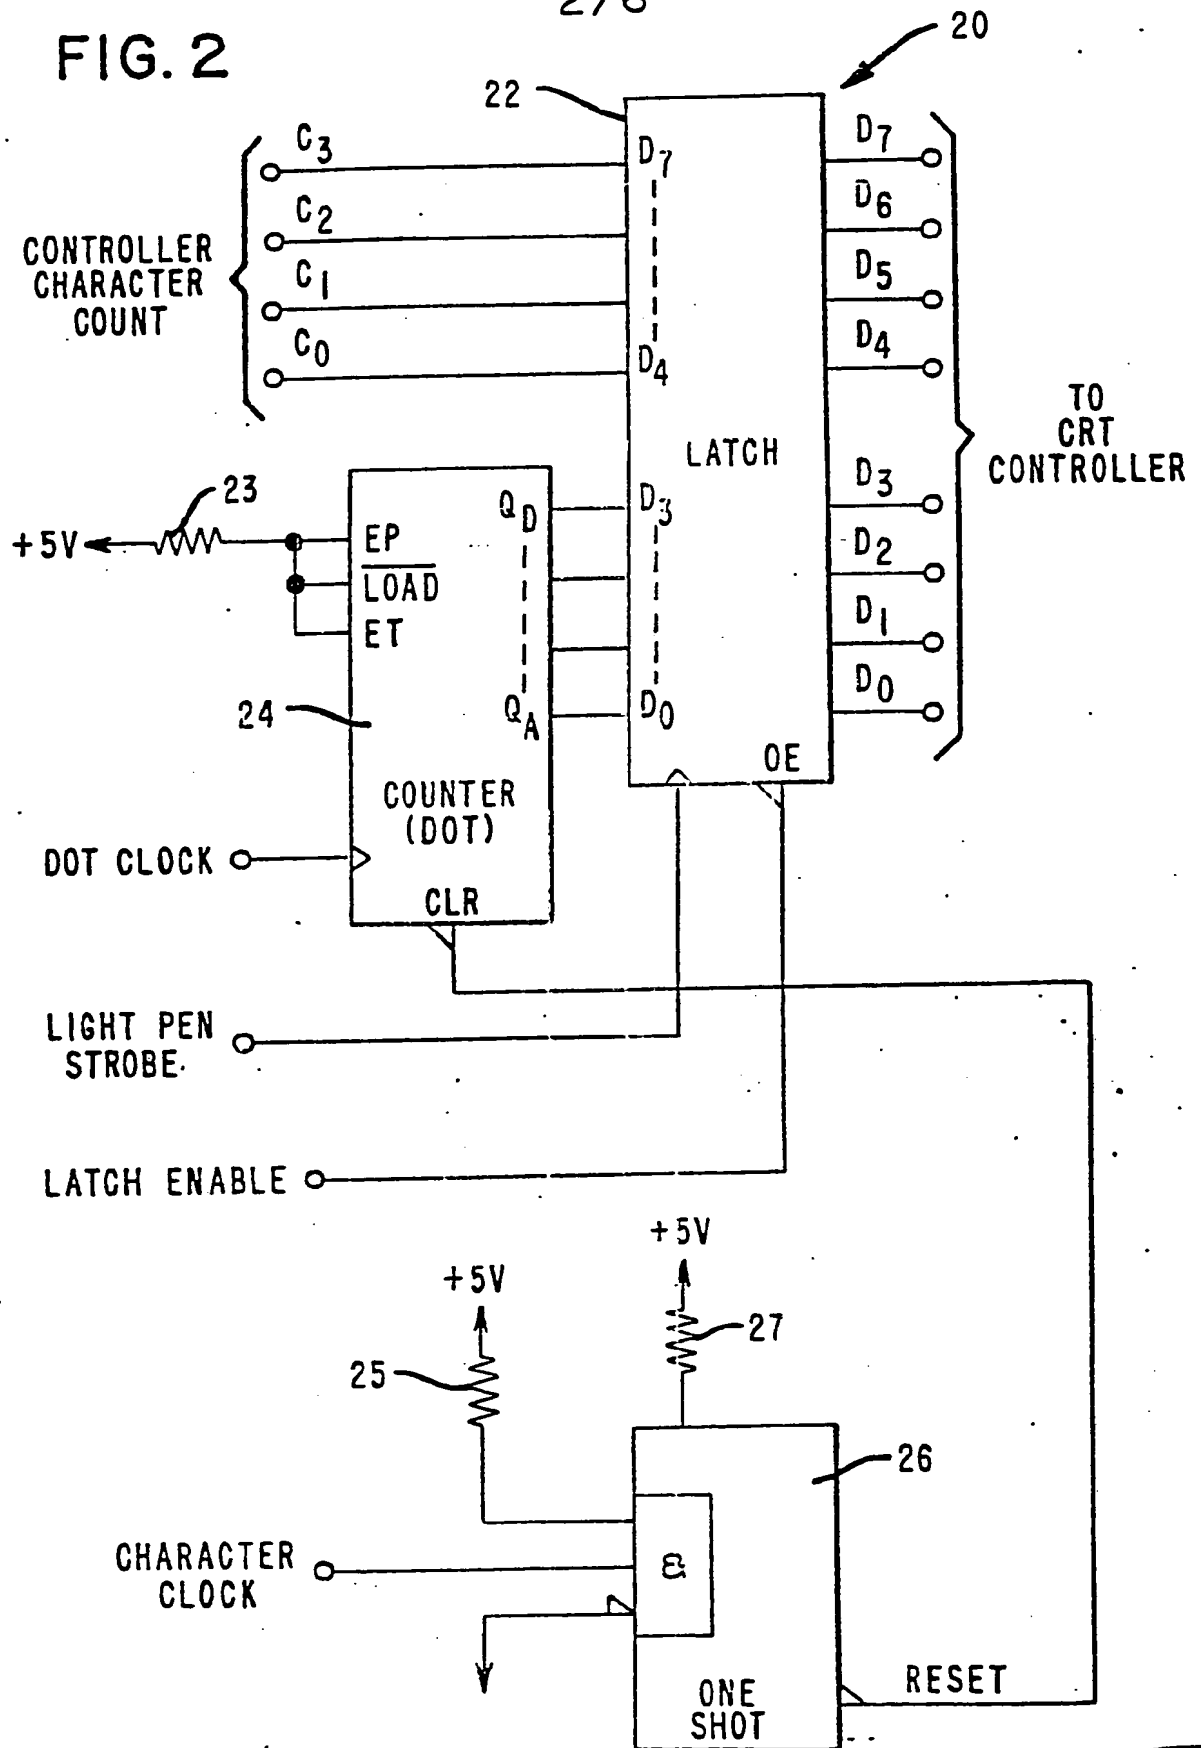 2/6
FIG. 2
20
22
C3
C2
C1
C0
CONTROLLER
CHARACTER
COUNT
D7
D4
LATCH
D3
D0
OE
D7
D6
D5
D4
D3
D2
D1
D0
TO
CRT
CONTROLLER
23
+5V
EP
LOAD
ET
QD
QA
24
COUNTER
(DOT)
CLR
DOT CLOCK
LIGHT PEN
STROBE
LATCH ENABLE
+5V
+5V
25
27
26
CHARACTER
CLOCK
&
ONE
SHOT
RESET